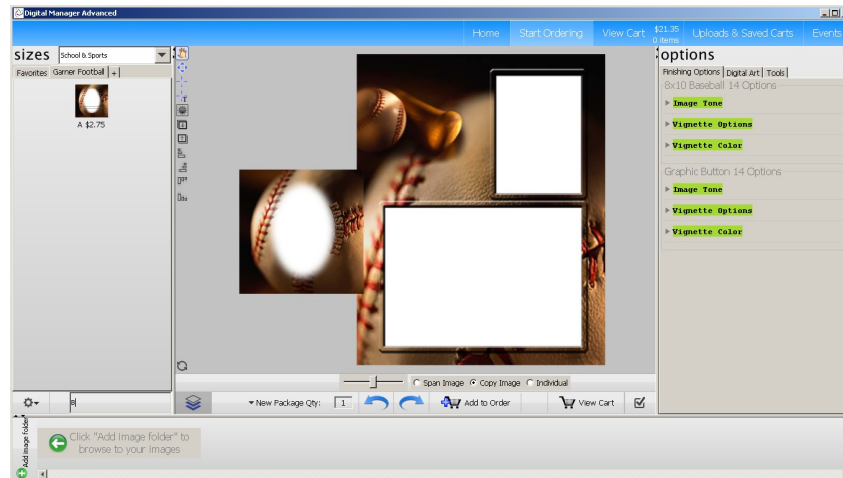 Digital Manager Advanced
Home
Start Ordering
View Cart
$21.35
0 items
Uploads & Saved Carts
Events
sizes
School & Sports
Favorites
Garner Football
+
A $2.75
options
Finishing Options
Digital Art
Tools
8x10 Baseball 14 Options
Image Tone
Vignette Options
Vignette Color
Graphic Button 14 Options
Image Tone
Vignette Options
Vignette Color
Span Image
Copy Image
Individual
New Package Qty:
1
Add to Order
View Cart
Add image folder
Click "Add image folder" to
browse to your images